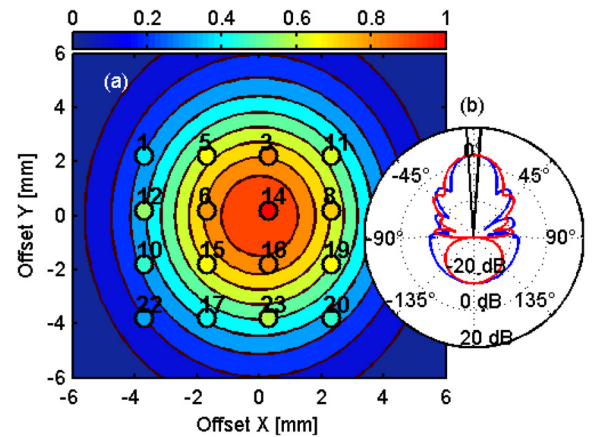 0 0.2 0.4 0.6 0.8 1
6
(a)
(b)
4
1 5 3 11
0
2
-45° 45°
12 6 14 8
0
-90° 90°
10 15 16 19
-2
-20 dB
22 17 23 20
-135° 135°
-4
0 dB
20 dB
-6
-6 -4 -2 0 2 4 6
Offset X [mm]
Offset Y [mm]